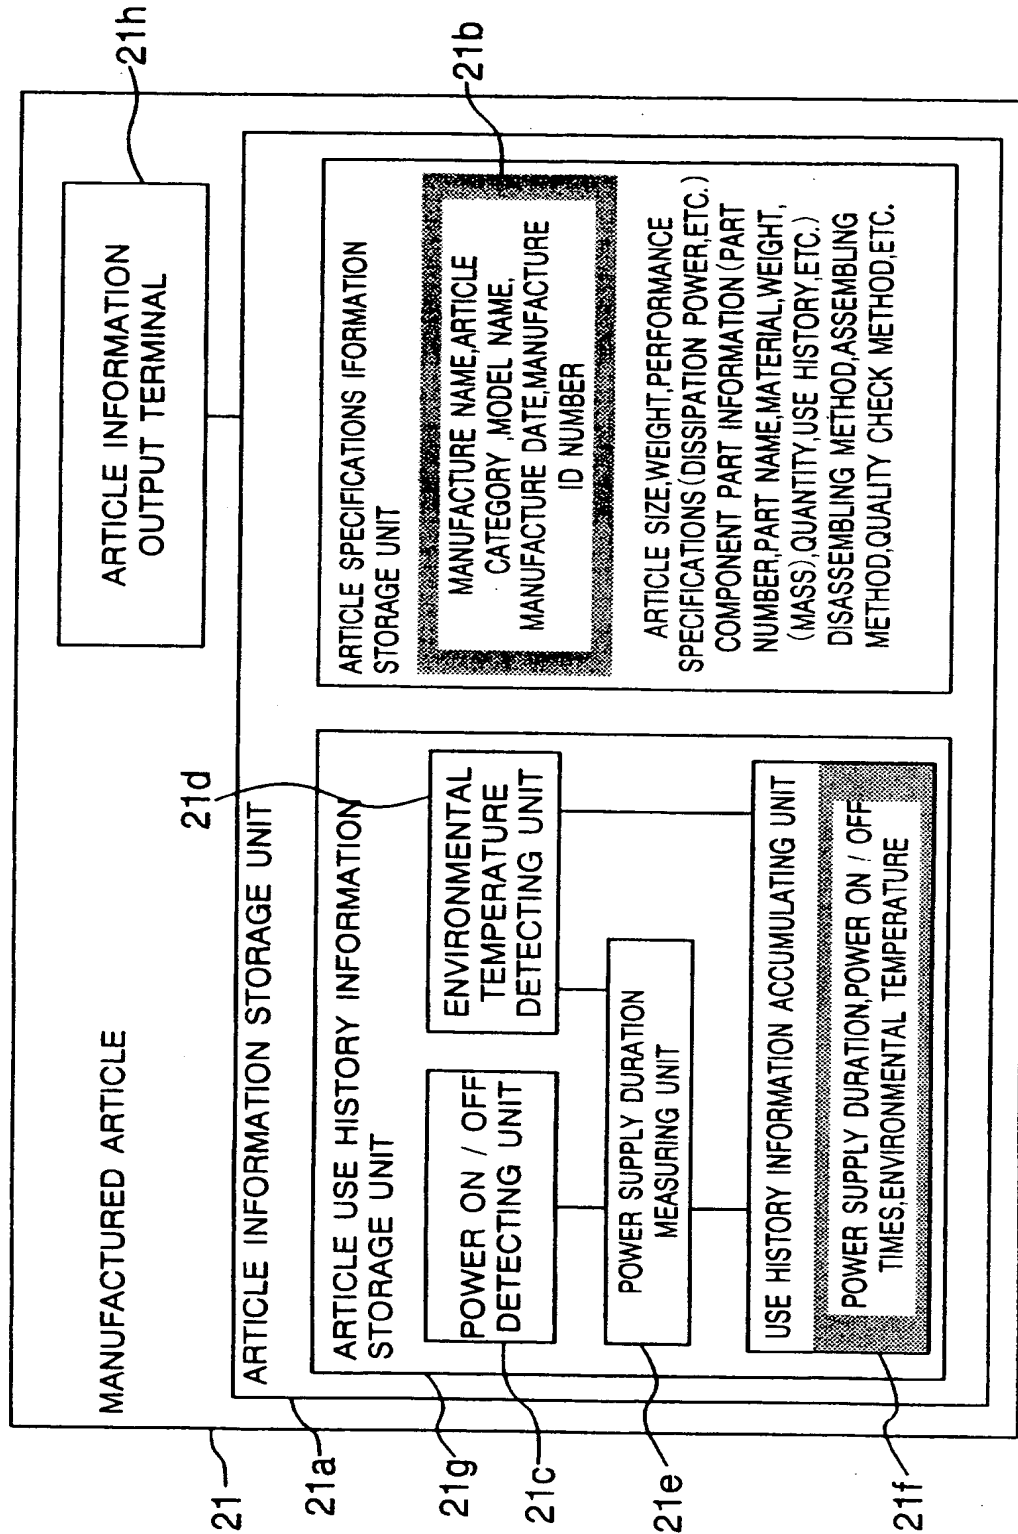 MANUFACTURED ARTICLE
ARTICLE INFORMATION
OUTPUT TERMINAL
21h
21
21a
ARTICLE INFORMATION STORAGE UNIT
21d
21g
ARTICLE USE HISTORY INFORMATION
STORAGE UNIT
21c
POWER ON / OFF
DETECTING UNIT
ENVIRONMENTAL
TEMPERATURE
DETECTING UNIT
21e
POWER SUPPLY DURATION
MEASURING UNIT
USE HISTORY INFORMATION ACCUMULATING UNIT
21f
POWER SUPPLY DURATION,POWER ON / OFF
TIMES,ENVIRONMENTAL TEMPERATURE
ARTICLE SPECIFICATIONS IFORMATION
STORAGE UNIT
21b
MANUFACTURE NAME,ARTICLE
CATEGORY ,MODEL NAME,
MANUFACTURE DATE,MANUFACTURE
ID NUMBER
ARTICLE SIZE,WEIGHT,PERFORMANCE
SPECIFICATIONS(DISSIPATION POWER,ETC.)
COMPONENT PART INFORMATION(PART
NUMBER,PART NAME,MATERIAL,WEIGHT,
(MASS),QUANTITY,USE HISTORY,ETC.)
DISASSEMBLING METHOD,ASSEMBLING
METHOD,QUALITY CHECK METHOD,ETC.